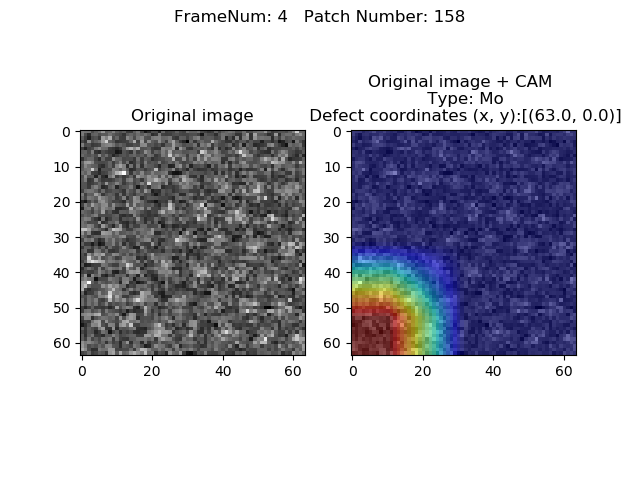 FrameNum: 4   Patch Number: 158
Original image
0
10
20
30
40
50
60
0 20 40 60
Original image + CAM
Type: Mo
Defect coordinates (x, y):[(63.0, 0.0)]
0
10
20
30
40
50
60
0 20 40 60